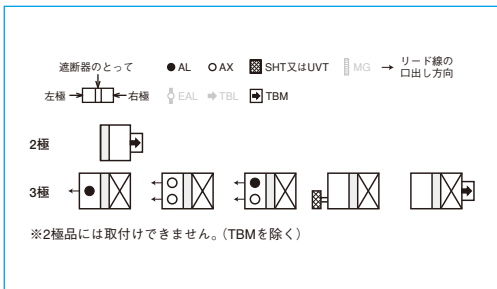 遮断器のとって
左極
右極
AL
AX
SHT又はUVT
MG
リード線の
口出し方向
EAL
TBL
TBM
2極
3極
※2極品には取付けできません。(TBMを除く)